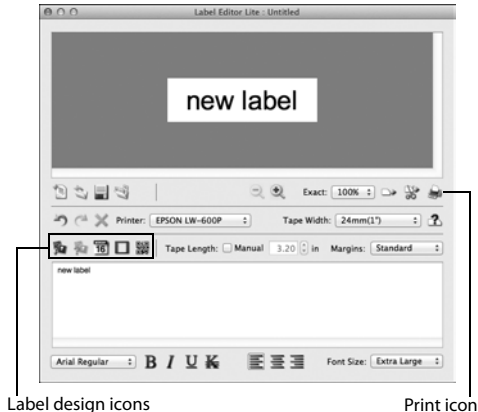 Label Editor Lite : Untitled
new label
Exact: 100%
Printer: EPSON LW-600P Tape Width: 24mm(1") ?
16 Tape Length: Manual 3.20 in Margins: Standard
new label
Arial Regular B I U K Font Size: Extra Large
Label design icons Print icon